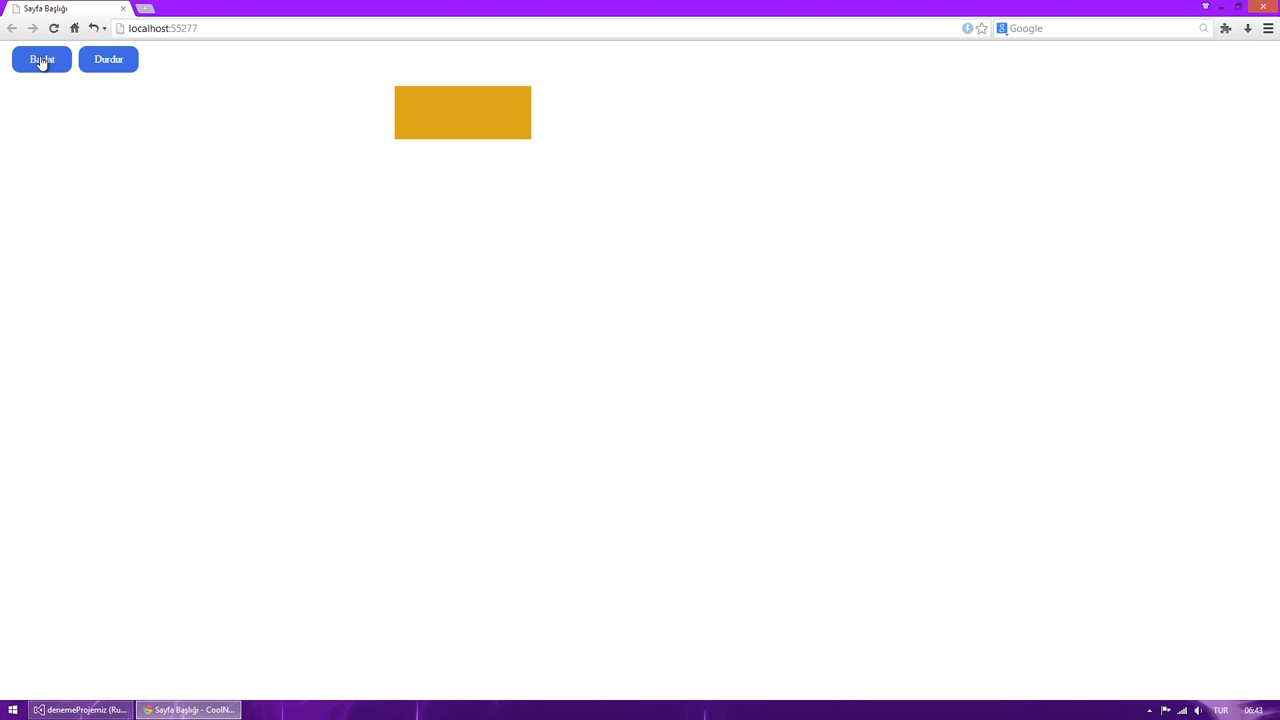 Sayfa Başlığı
localhost:55277
Google
Durdur
denemeProjemiz (Ru...
Sayfa Başlığı - CoolN...
TUR
06:43